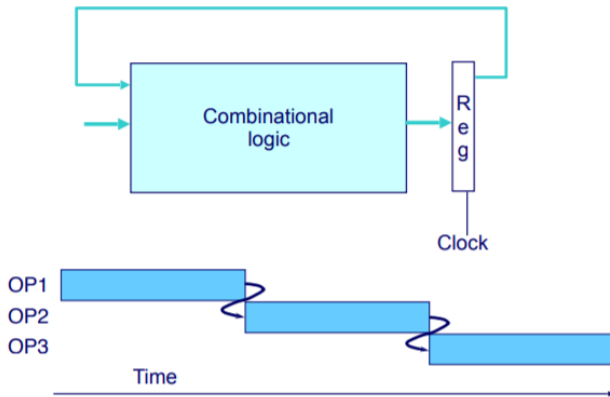 Combinational
logic
R
e
g
Clock
OP1
OP2
OP3
Time